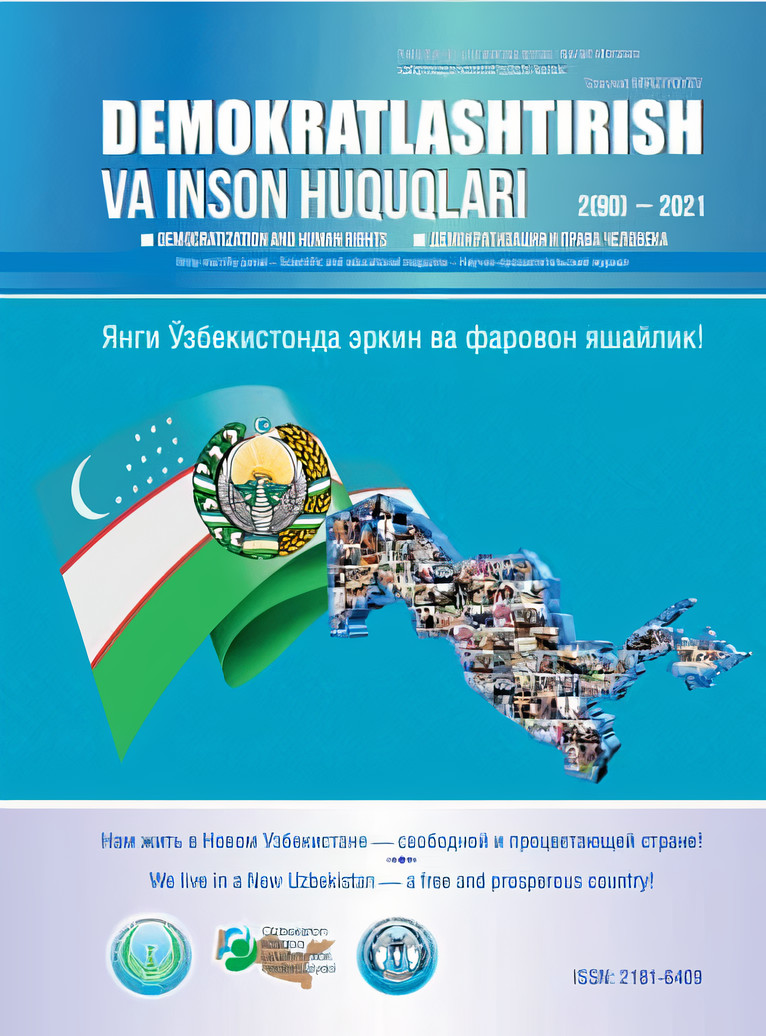 DEMOKRATLASHTIRISH
VA INSON HUQUQLARI
2(90) – 2021
DEMOCRATIZATION AND HUMAN RIGHTS
ДЕМОКРАТИЗАЦИЯ И ПРАВА ЧЕЛОВЕКА
Янги Ўзбекистонда эркин ва фаровон яшайлик!
Нам жить в Новом Узбекистане — свободной и процветающей стране!
We live in a New Uzbekistan — a free and prosperous country!
ISSN: 2181-6409